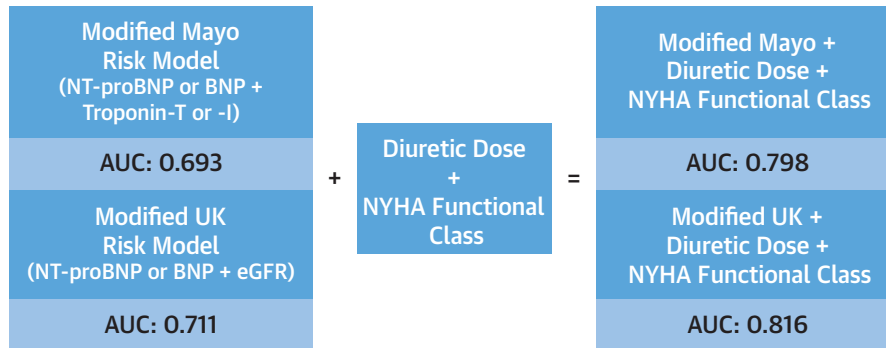 Modified Mayo
Risk Model
(NT-proBNP or BNP +
Troponin-T or -I)
AUC: 0.693
Modified UK
Risk Model
(NT-proBNP or BNP + eGFR)
AUC: 0.711
+
Diuretic Dose
+
NYHA Functional
Class
=
Modified Mayo +
Diuretic Dose +
NYHA Functional Class
AUC: 0.798
Modified UK +
Diuretic Dose +
NYHA Functional Class
AUC: 0.816